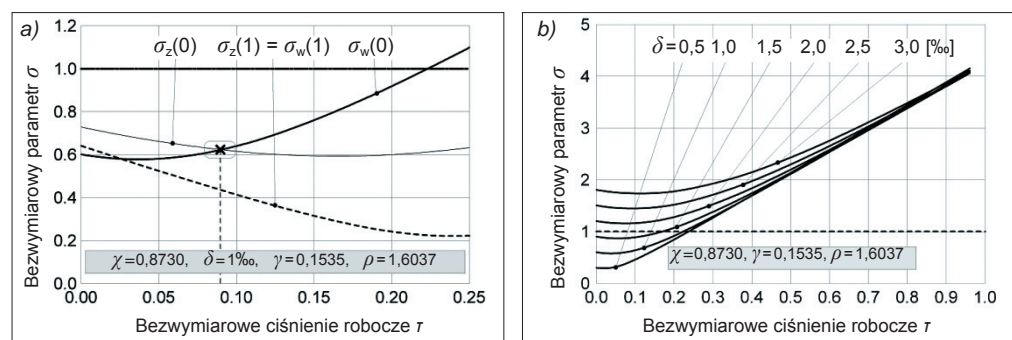 a)
σz(0) σz(1) = σw(1) σw(0)
Bezwymiarowy parametr σ
1.2
1.0
0.8
0.6
0.4
0.2
0.0
χ=0,8730, δ=1‰, γ=0,1535, ρ=1,6037
0.00 0.05 0.10 0.15 0.20 0.25
Bezwymiarowe ciśnienie robocze τ
b)
δ=0,5 1,0 1,5 2,0 2,5 3,0 [‰]
Bezwymiarowy parametr σ
5
4
3
2
1
0
χ=0,8730, γ=0,1535, ρ=1,6037
0.0 0.1 0.2 0.3 0.4 0.5 0.6 0.7 0.8 0.9 1.0
Bezwymiarowe ciśnienie robocze τ